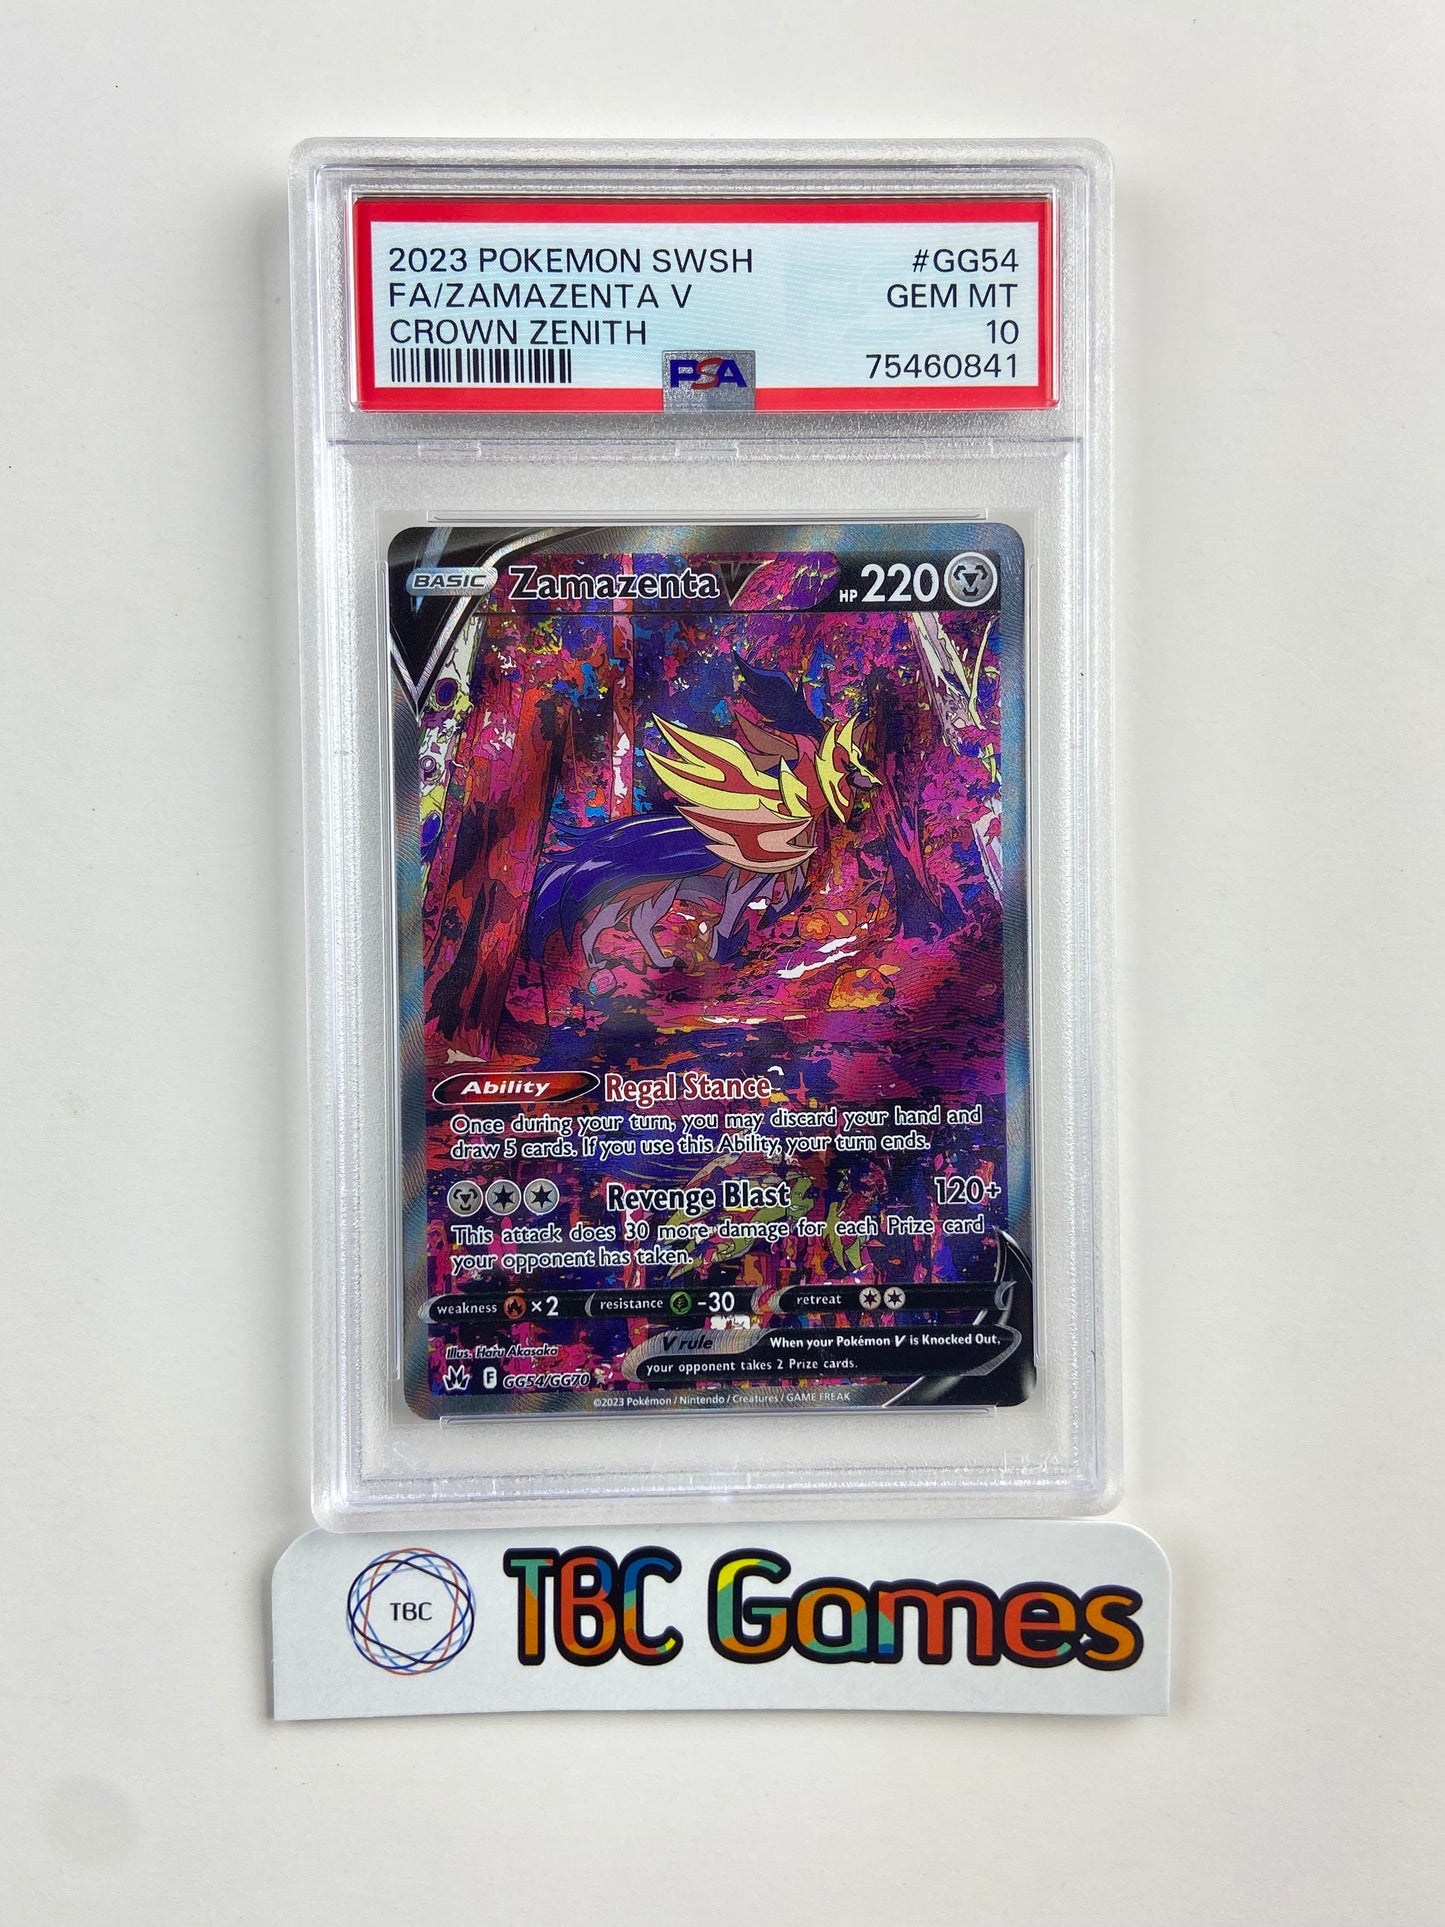 2023 POKEMON SWSH #GG54
FA/ZAMAZENTA V GEM MT
CROWN ZENITH 10
75460841
PSA
BASIC Zamazenta V HP 220
Ability Regal Stance
Once during your turn, you may discard your hand and
draw 5 cards. If you use this Ability, your turn ends.
Revenge Blast 120+
This attack does 30 more damage for each Prize card
your opponent has taken.
weakness ×2 resistance -30 retreat
V rule When your Pokémon V is Knocked Out,
your opponent takes 2 Prize cards.
Illus. Haru Akasaka
F GG54/GG70
©2023 Pokémon / Nintendo / Creatures / GAME FREAK
TBC TBC Games